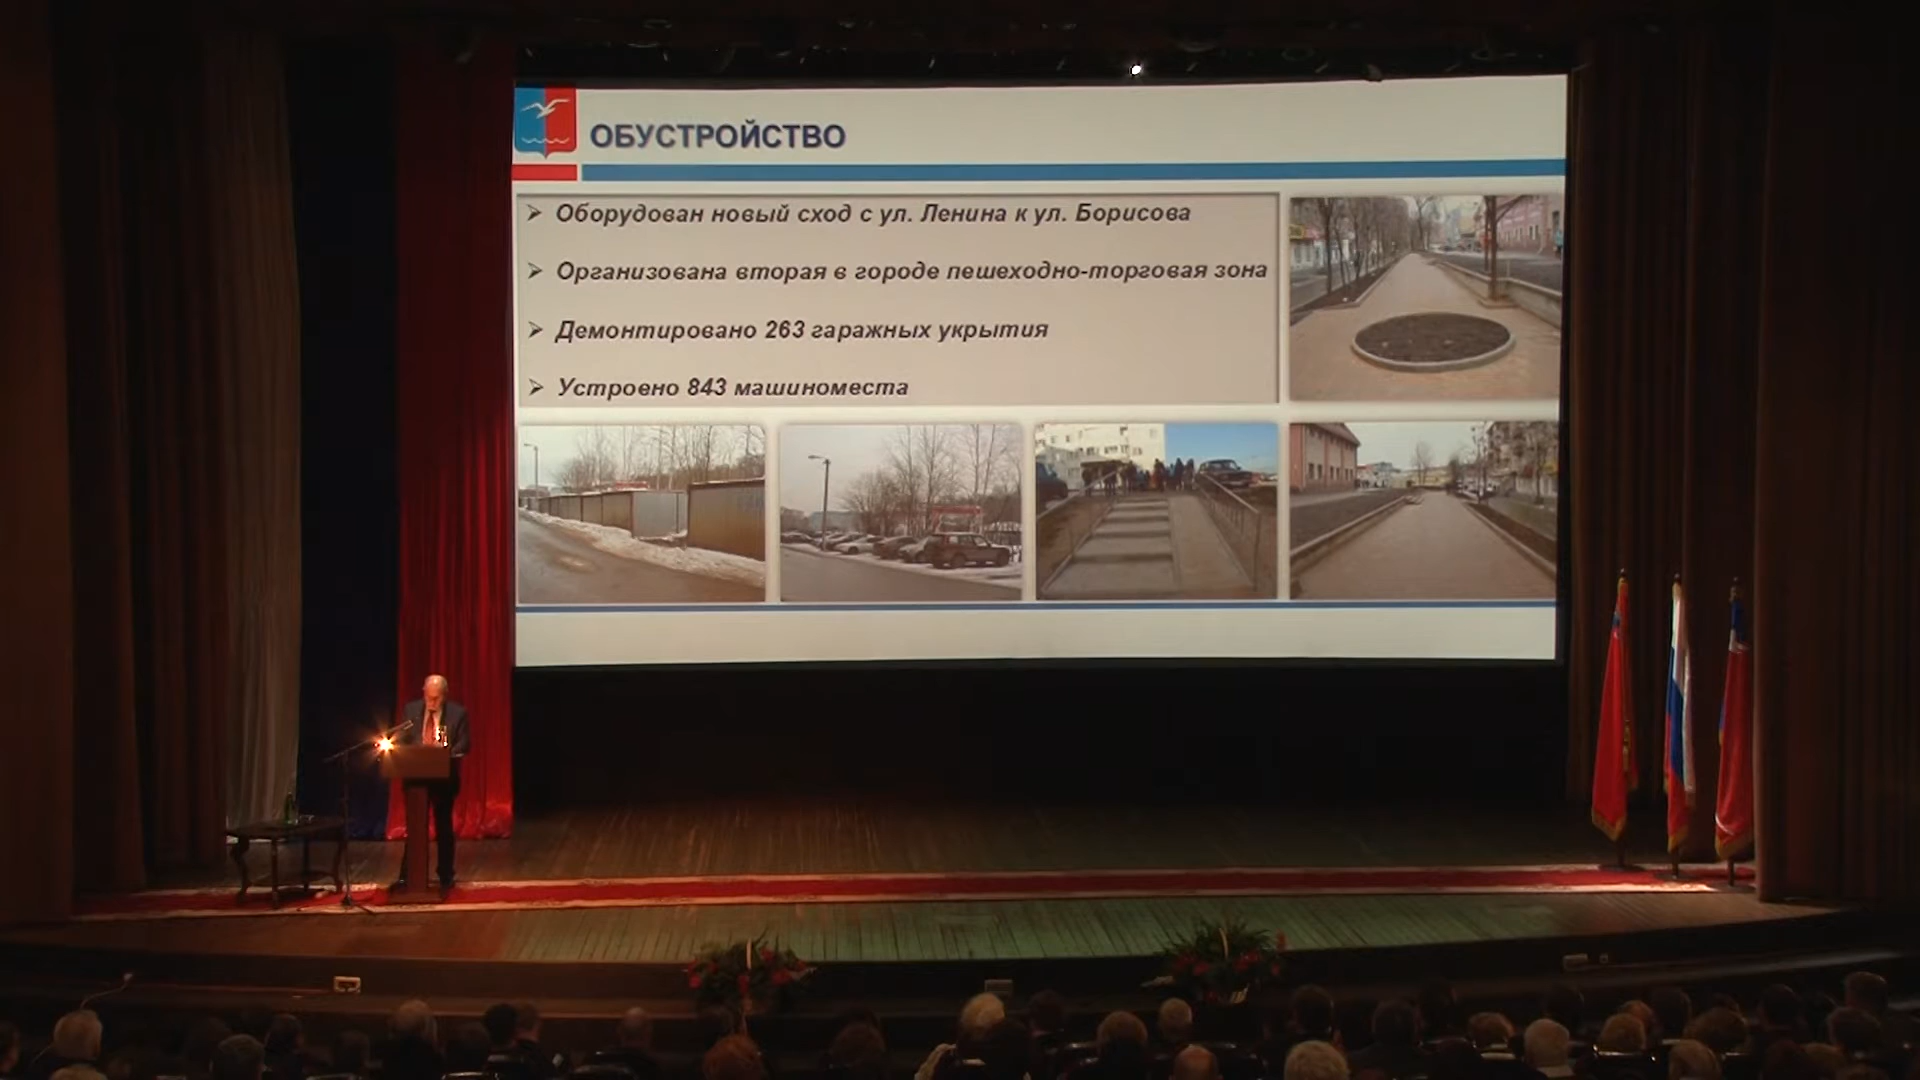 ОБУСТРОЙСТВО
Оборудован новый сход с ул. Ленина к ул. Борисова
Организована вторая в городе пешеходно-торговая зона
Демонтировано 263 гаражных укрытия
Устроено 843 машиноместа